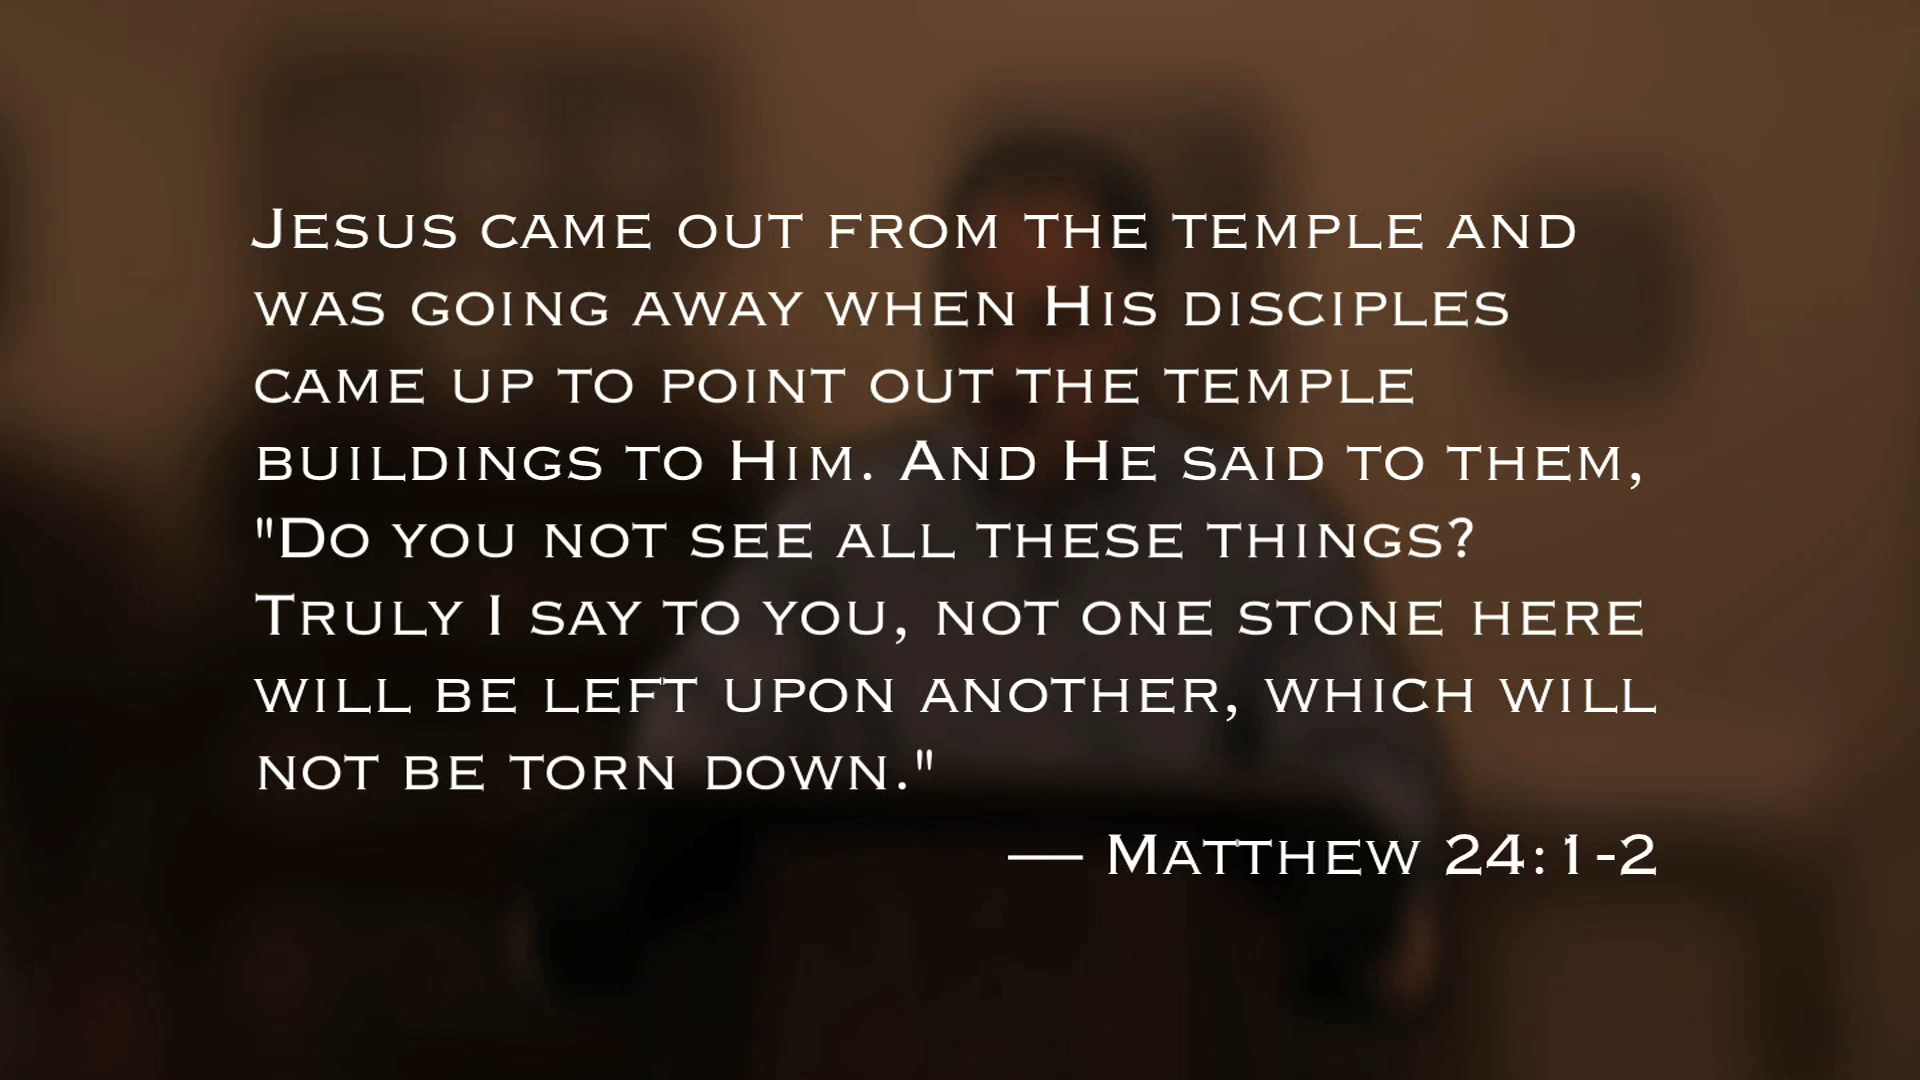 Jesus came out from the temple and
was going away when His disciples
came up to point out the temple
buildings to Him. And He said to them,
"Do you not see all these things?
Truly I say to you, not one stone here
will be left upon another, which will
not be torn down."
— Matthew 24:1-2